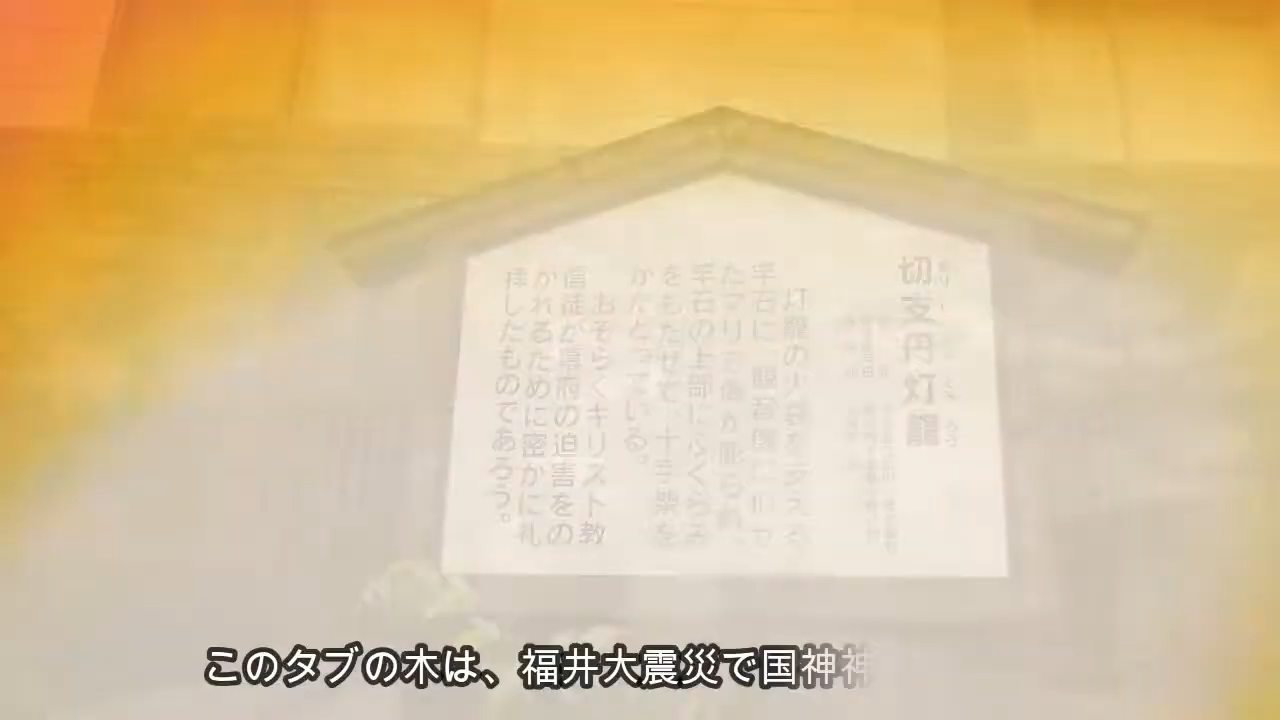 切支丹灯籠
灯籠の火袋を支える
竿石に、観音像に似せ
たマリア像が彫られ、
竿石の上部にふくらみ
をもたせて、十字架を
かたどっている。
おそらくキリスト教
信徒が幕府の迫害をの
がれるために密かに礼
拝したものであろう。
このタブの木は、福井大震災で国神神